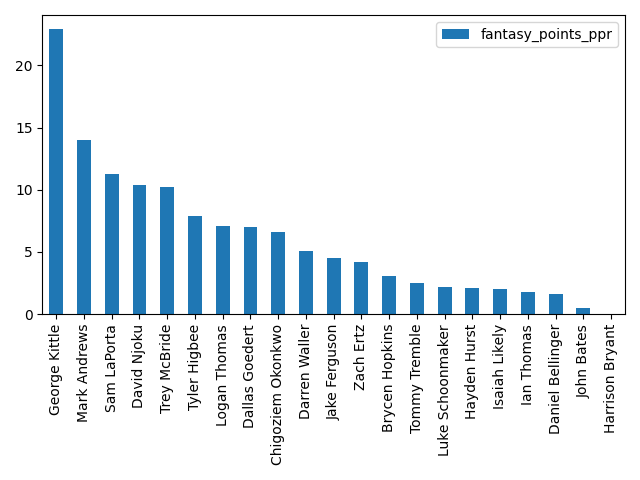 fantasy_points_ppr
20
15
10
5
0
George Kittle
Mark Andrews
Sam LaPorta
David Njoku
Trey McBride
Tyler Higbee
Logan Thomas
Dallas Goedert
Chigoziem Okonkwo
Darren Waller
Jake Ferguson
Zach Ertz
Brycen Hopkins
Tommy Tremble
Luke Schoonmaker
Hayden Hurst
Isaiah Likely
Ian Thomas
Daniel Bellinger
John Bates
Harrison Bryant